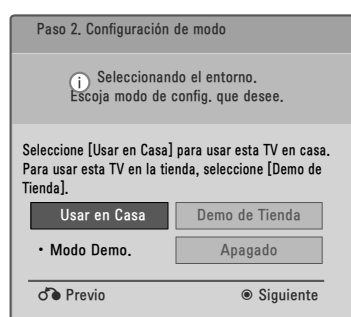 Paso 2. Configuración de modo
i Seleccionando el entorno.
Escoja modo de config. que desee.
Seleccione [Usar en Casa] para usar esta TV en casa.
Para usar esta TV en la tienda, seleccione [Demo de
Tienda].
Usar en Casa Demo de Tienda
• Modo Demo. Apagado
Previo ◉ Siguiente